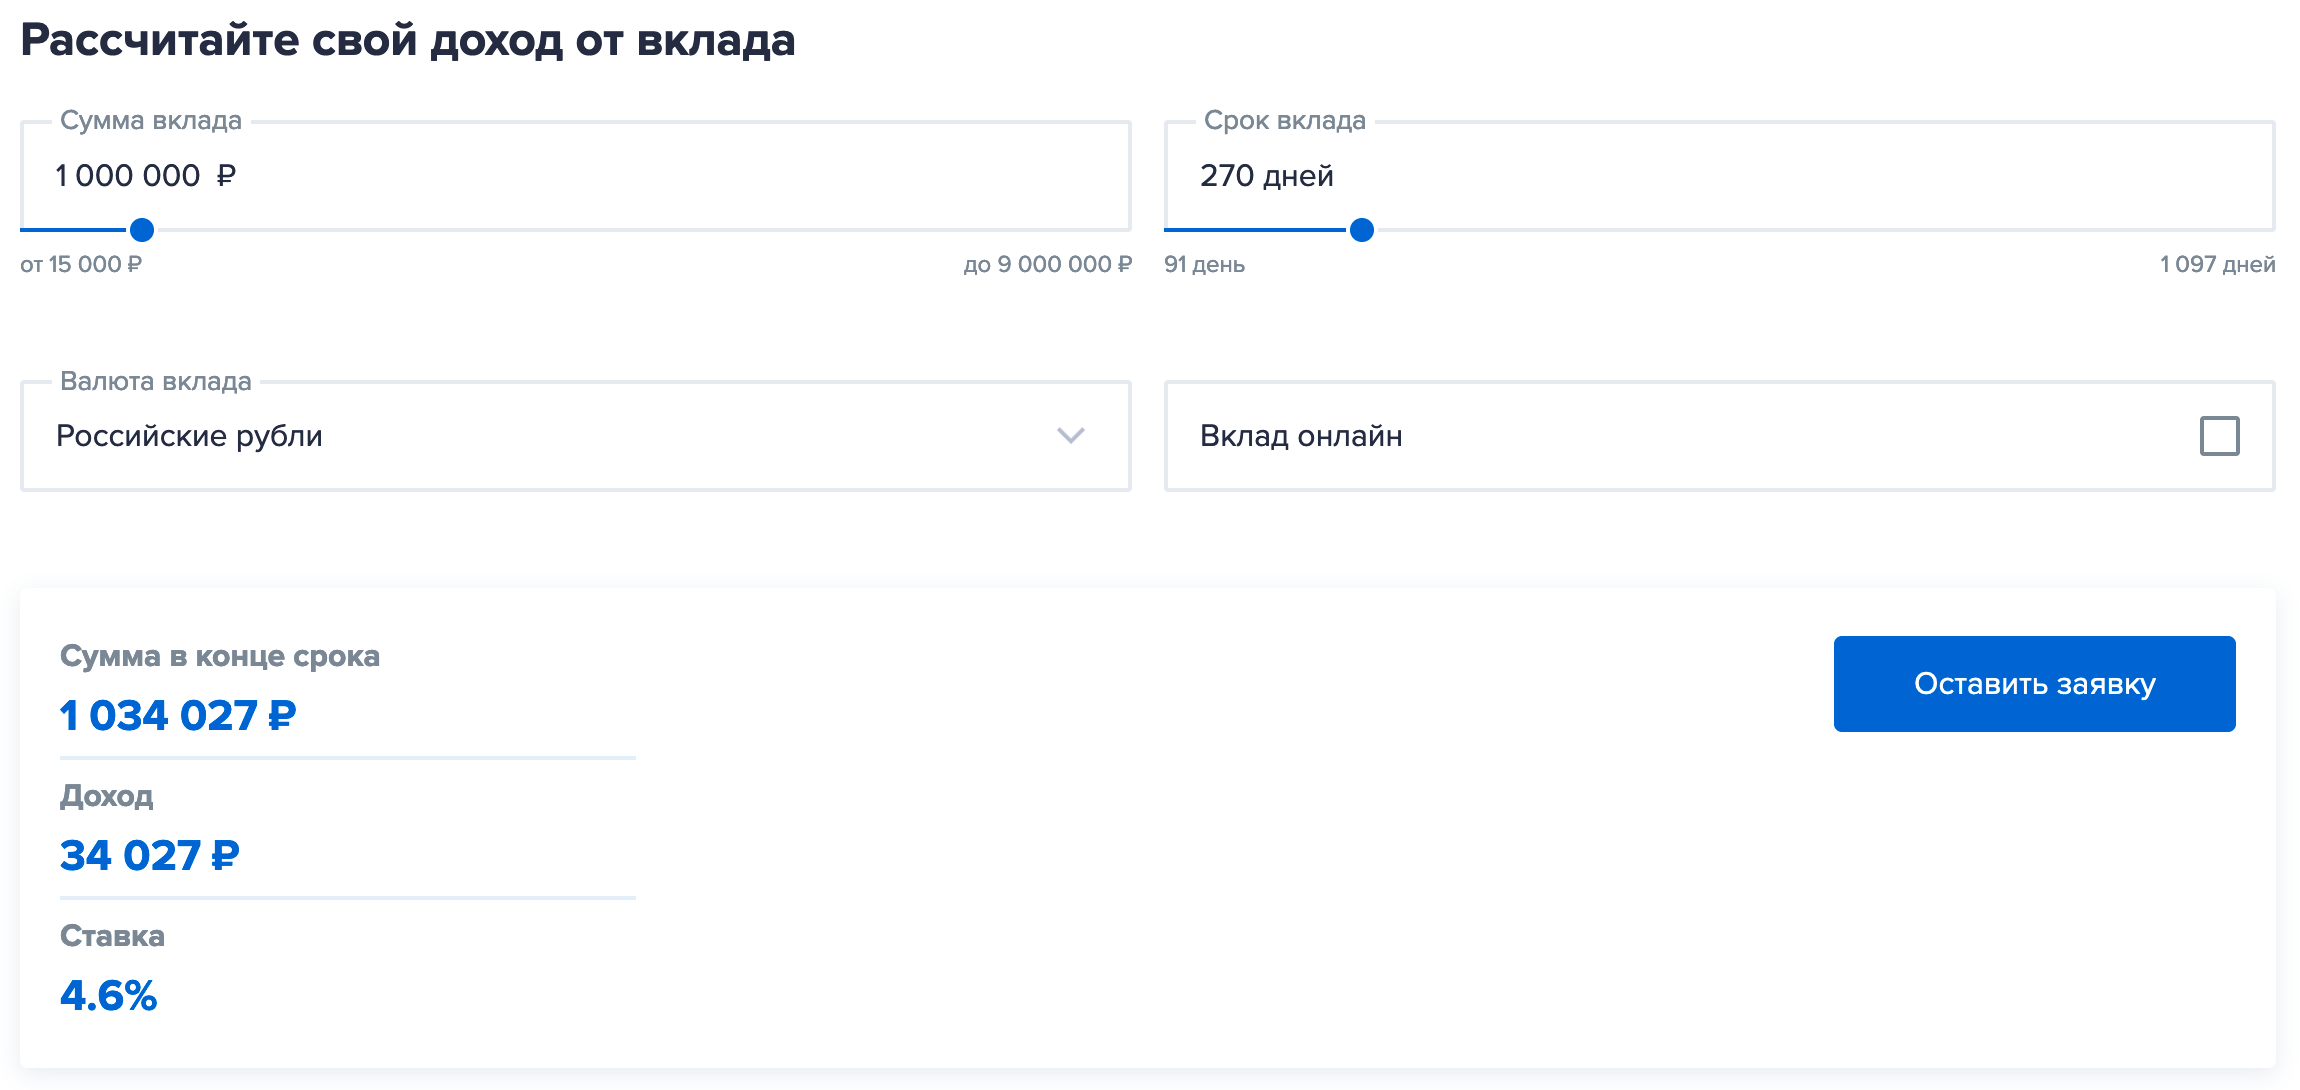 Рассчитайте свой доход от вклада
Сумма вклада
1 000 000 ₽
от 15 000 ₽
до 9 000 000 ₽
Срок вклада
270 дней
91 день
1 097 дней
Валюта вклада
Российские рубли
Вклад онлайн
Сумма в конце срока
1 034 027 ₽
Оставить заявку
Доход
34 027 ₽
Ставка
4.6%